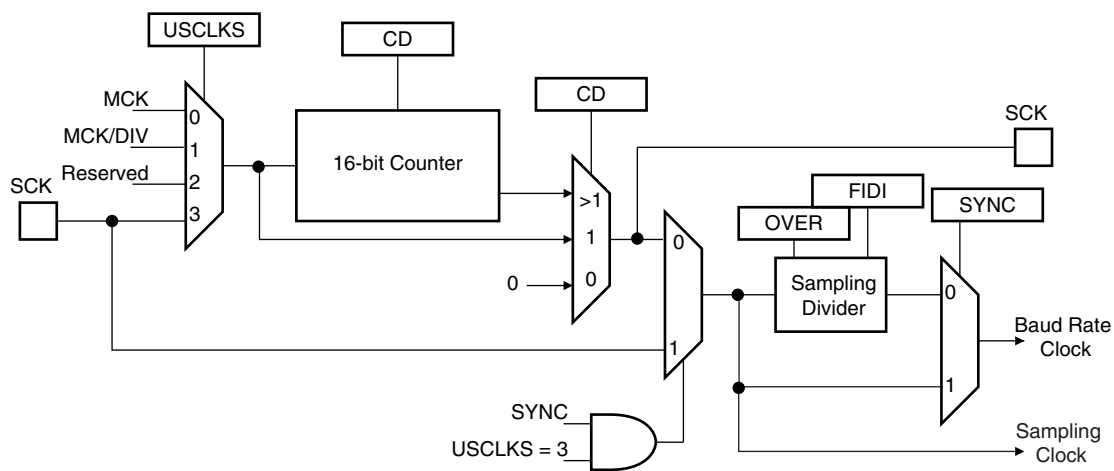 USCLKS
CD
CD
MCK
0
MCK/DIV
1
16-bit Counter
SCK
Reserved
2
SCK
3
>1
FIDI
OVER
SYNC
1
0
0
0
Sampling
Divider
0
Baud Rate
Clock
1
1
SYNC
USCLKS = 3
Sampling
Clock